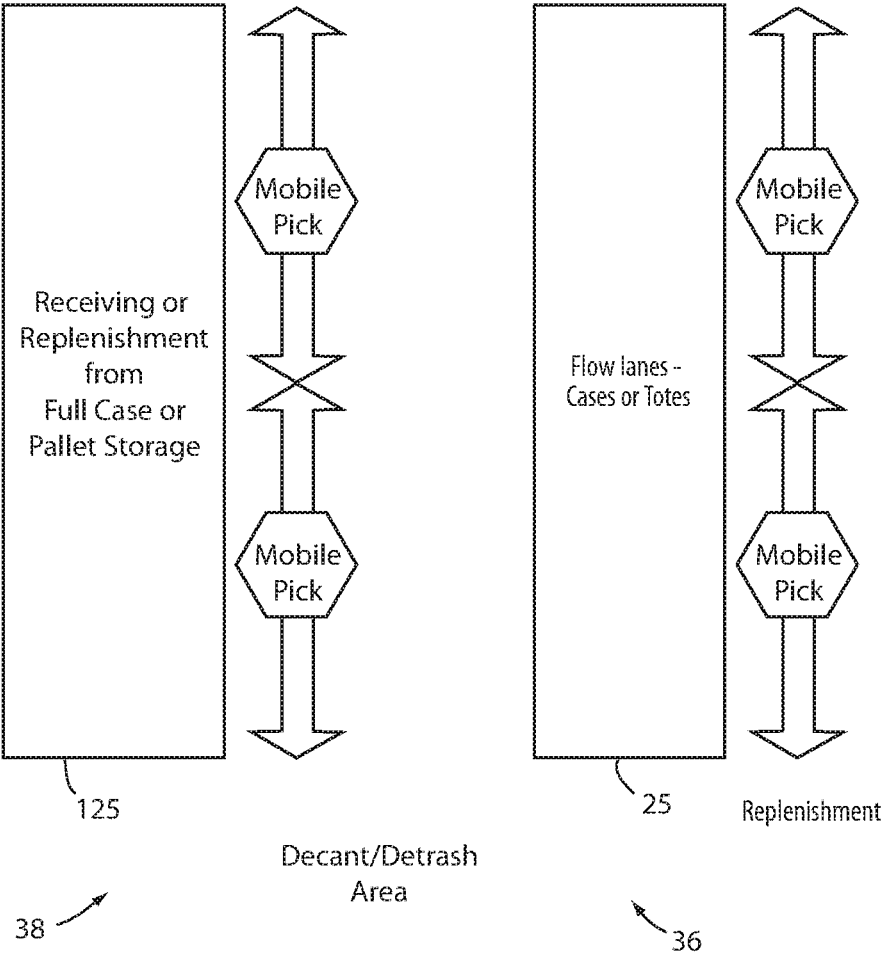 Mobile
Pick
Mobile
Pick
Receiving or
Replenishment
from
Full Case or
Pallet Storage
Flow lanes -
Cases or Totes
Mobile
Pick
Mobile
Pick
125
25
Replenishment
Decant/Detrash
Area
38
36